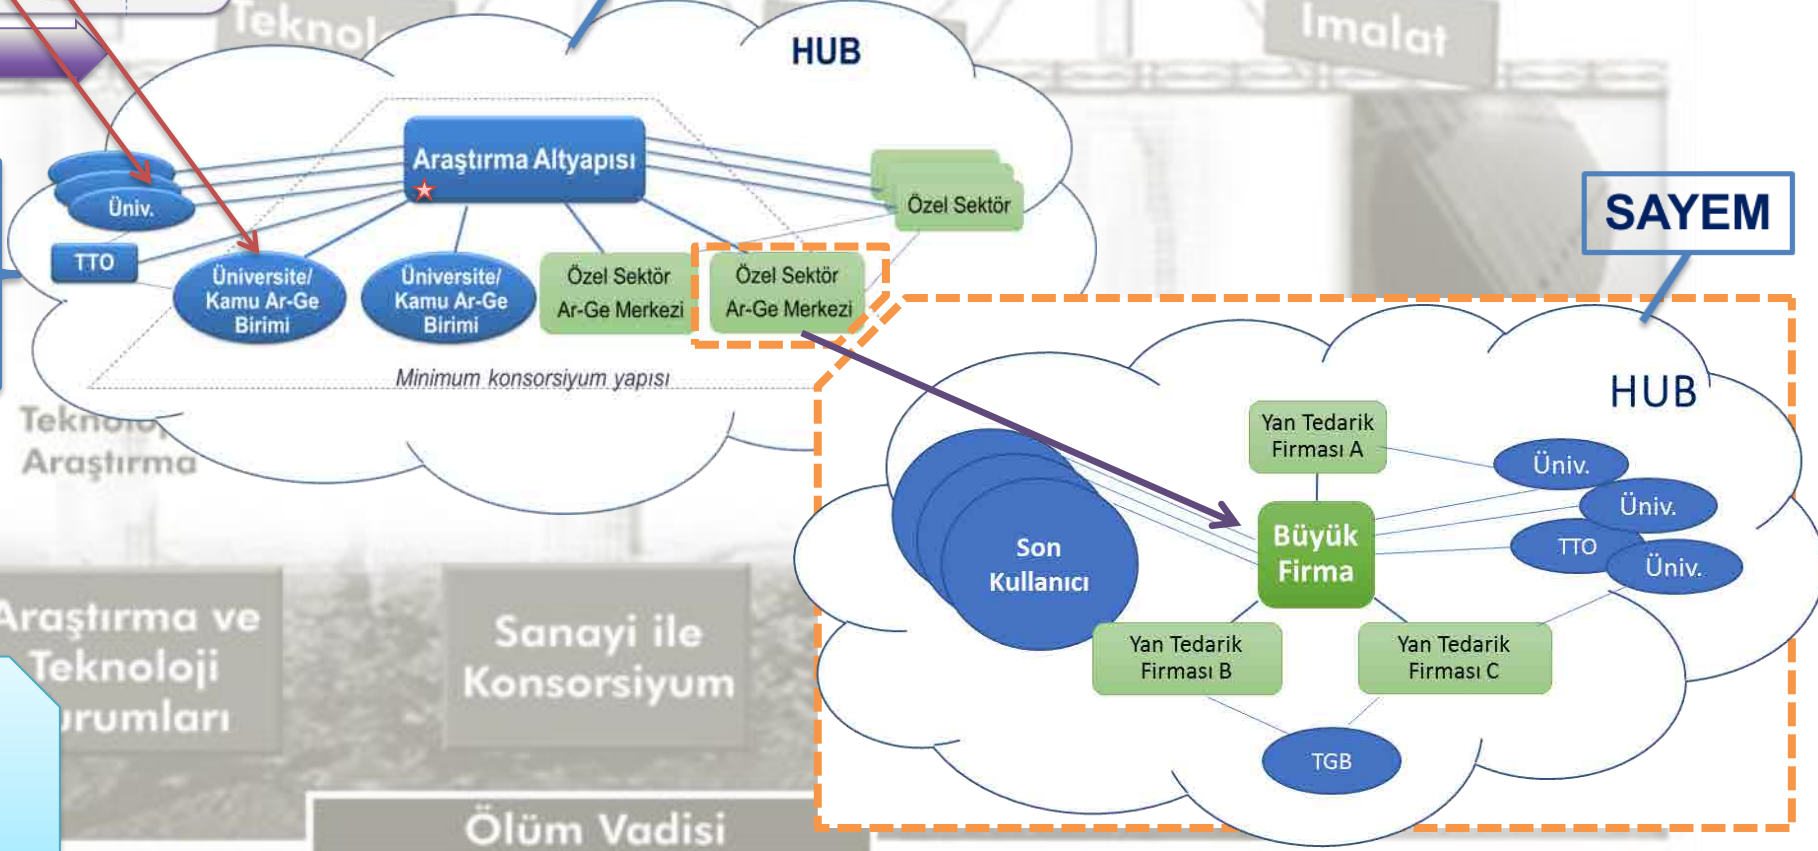 HUB
İmalat
Araştırma Altyapısı
Üniv.
TTO
Özel Sektör
Üniversite/
Kamu Ar-Ge
Birimi
Üniversite/
Kamu Ar-Ge
Birimi
Özel Sektör
Ar-Ge Merkezi
Özel Sektör
Ar-Ge Merkezi
Minimum konsorsiyum yapısı
SAYEM
HUB
Yan Tedarik
Firması A
Üniv.
Üniv.
TTO
Üniv.
Büyük
Firma
Son
Kullanıcı
Yan Tedarik
Firması B
Yan Tedarik
Firması C
TGB
Araştırma
Araştırma ve
Teknoloji
Sanayi ile
Konsorsiyum
Ölüm Vadisi